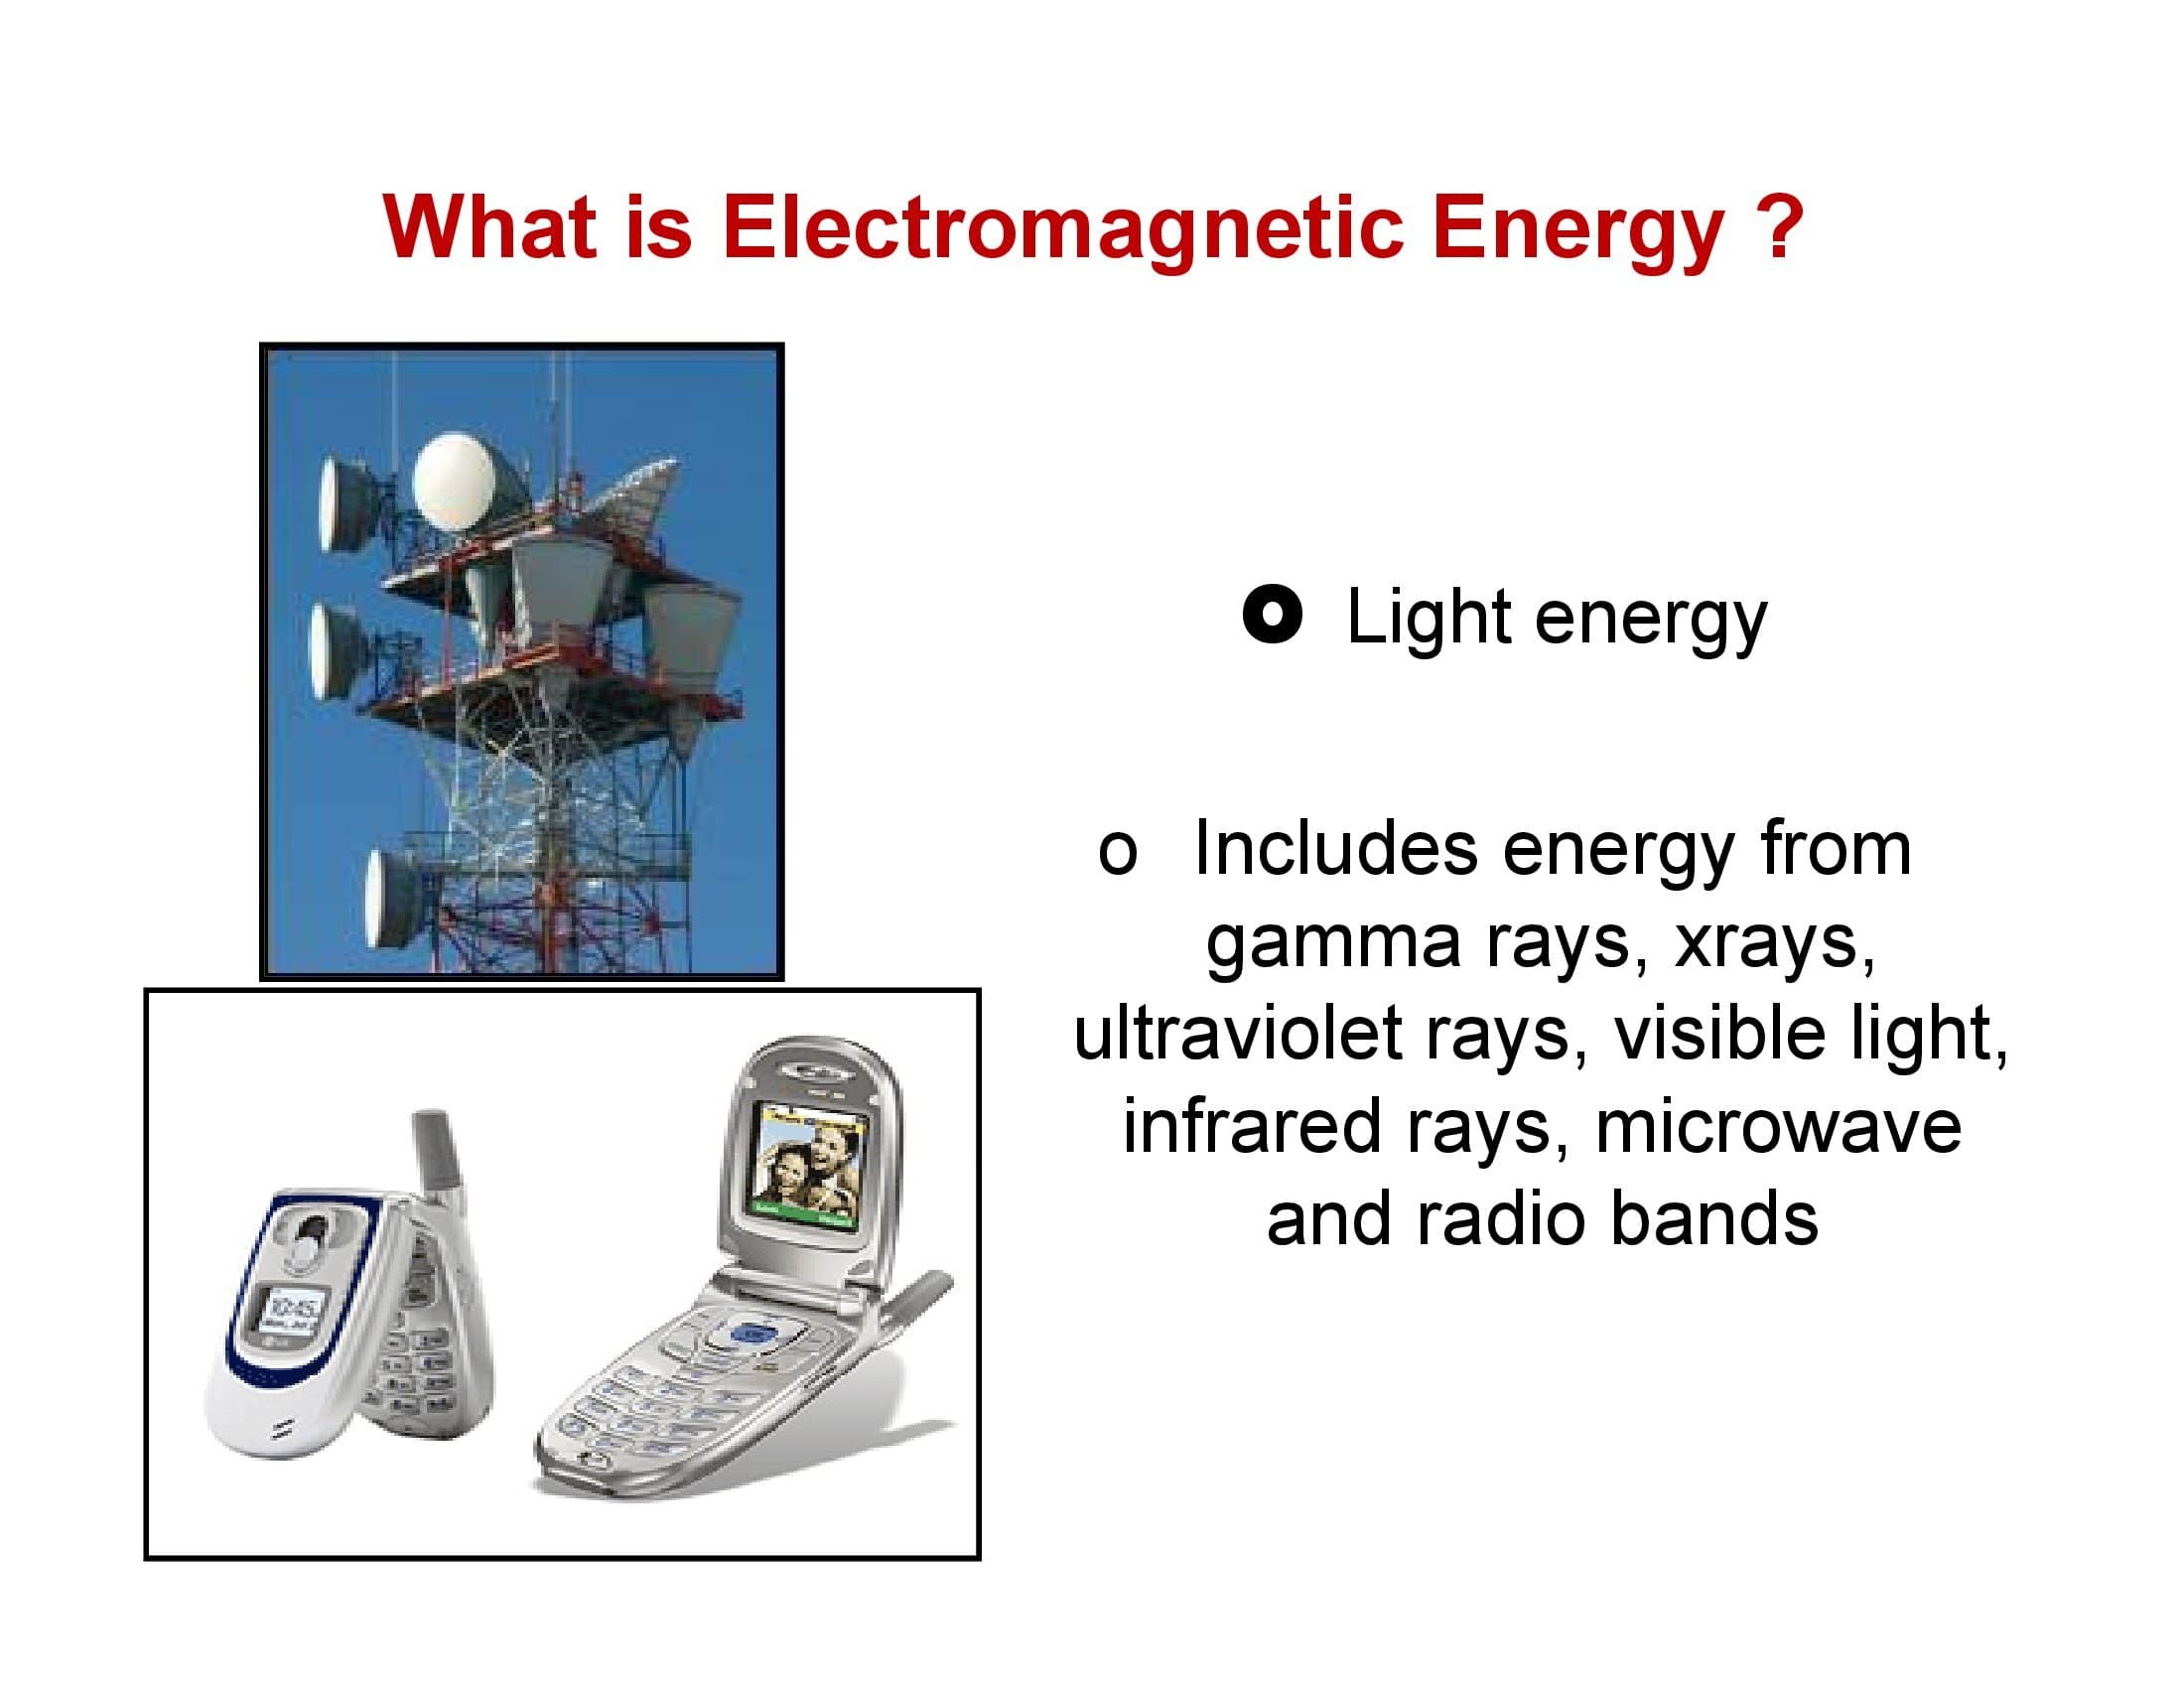 What is Electromagnetic Energy ?
Light energy
o Includes energy from
gamma rays, xrays,
ultraviolet rays, visible light,
infrared rays, microwave
and radio bands
10:45